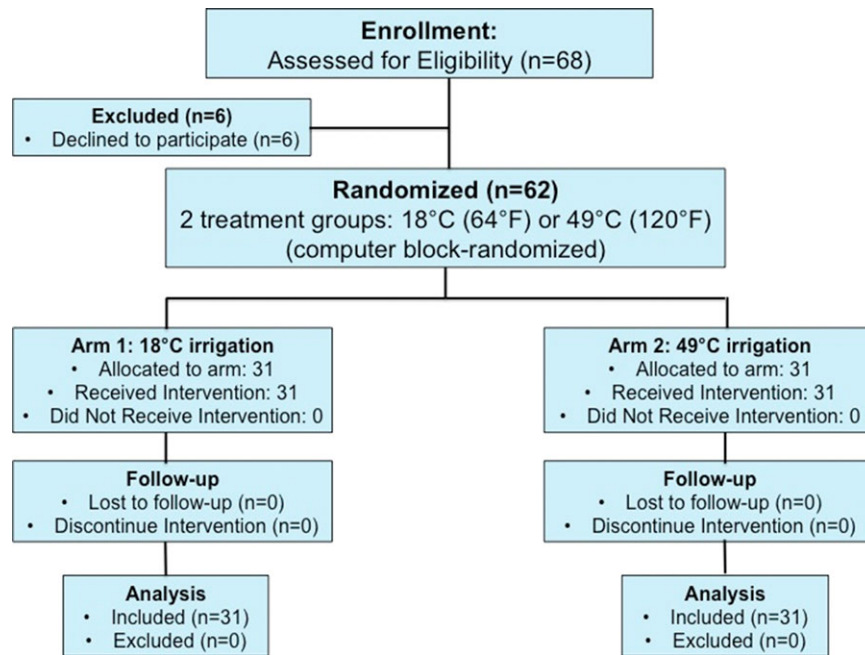 Enrollment:
Assessed for Eligibility (n=68)
Excluded (n=6)
• Declined to participate (n=6)
Randomized (n=62)
2 treatment groups: 18°C (64°F) or 49°C (120°F)
(computer block-randomized)
Arm 1: 18°C irrigation
• Allocated to arm: 31
• Received Intervention: 31
• Did Not Receive Intervention: 0
Arm 2: 49°C irrigation
• Allocated to arm: 31
• Received Intervention: 31
• Did Not Receive Intervention: 0
Follow-up
• Lost to follow-up (n=0)
• Discontinue Intervention (n=0)
Follow-up
• Lost to follow-up (n=0)
• Discontinue Intervention (n=0)
Analysis
• Included (n=31)
• Excluded (n=0)
Analysis
• Included (n=31)
• Excluded (n=0)